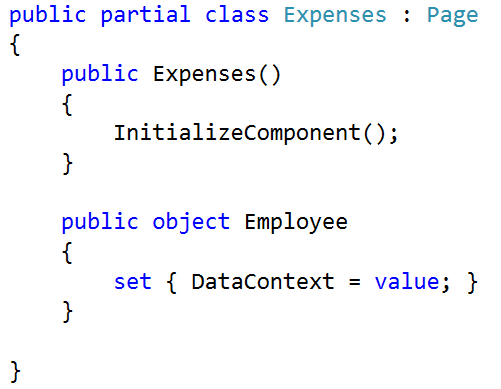 public partial class Expenses : Page
{
    public Expenses()
    {
        InitializeComponent();
    }

    public object Employee
    {
        set { DataContext = value; }
    }

}